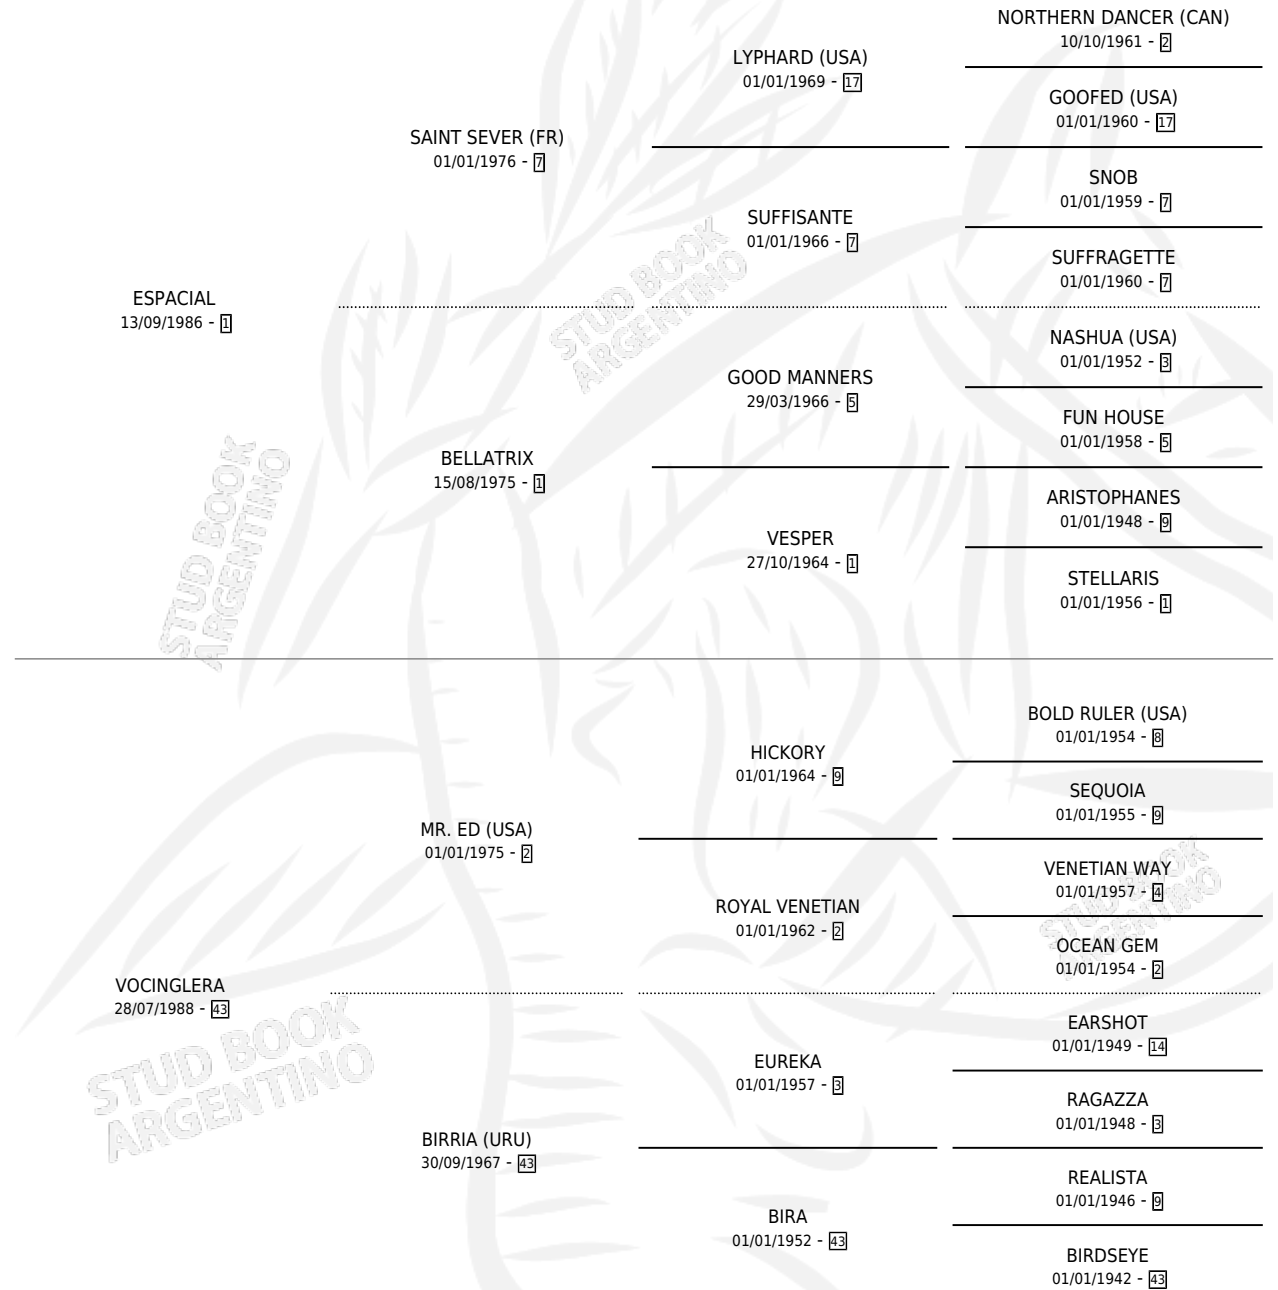 NORTHERN DANCER (CAN)
10/10/1961 - 2
LYPHARD (USA)
01/01/1969 - 17
GOOFED (USA)
01/01/1960 - 17
SAINT SEVER (FR)
01/01/1976 - 7
SNOB
01/01/1959 - 7
SUFFISANTE
01/01/1966 - 7
SUFFRAGETTE
01/01/1960 - 7
ESPACIAL
13/09/1986 - 1
STUD BOOK
ARGENTINO
NASHUA (USA)
01/01/1952 - 3
GOOD MANNERS
29/03/1966 - 5
FUN HOUSE
01/01/1958 - 5
BELLATRIX
15/08/1975 - 1
ARISTOPHANES
01/01/1948 - 9
VESPER
27/10/1964 - 1
STELLARIS
01/01/1956 - 1
STUD BOOK
ARGENTINO
BOLD RULER (USA)
01/01/1954 - 8
HICKORY
01/01/1964 - 9
SEQUOIA
01/01/1955 - 9
MR. ED (USA)
01/01/1975 - 2
VENETIAN WAY
01/01/1957 - 4
ROYAL VENETIAN
01/01/1962 - 2
STUD BOOK
ARGENTINO
OCEAN GEM
01/01/1954 - 2
VOCINGLERA
28/07/1988 - 43
EARSHOT
01/01/1949 - 14
EUREKA
01/01/1957 - 3
STUD BOOK
ARGENTINO
RAGAZZA
01/01/1948 - 3
BIRRIA (URU)
30/09/1967 - 43
REALISTA
01/01/1946 - 9
BIRA
01/01/1952 - 43
BIRDSEYE
01/01/1942 - 43